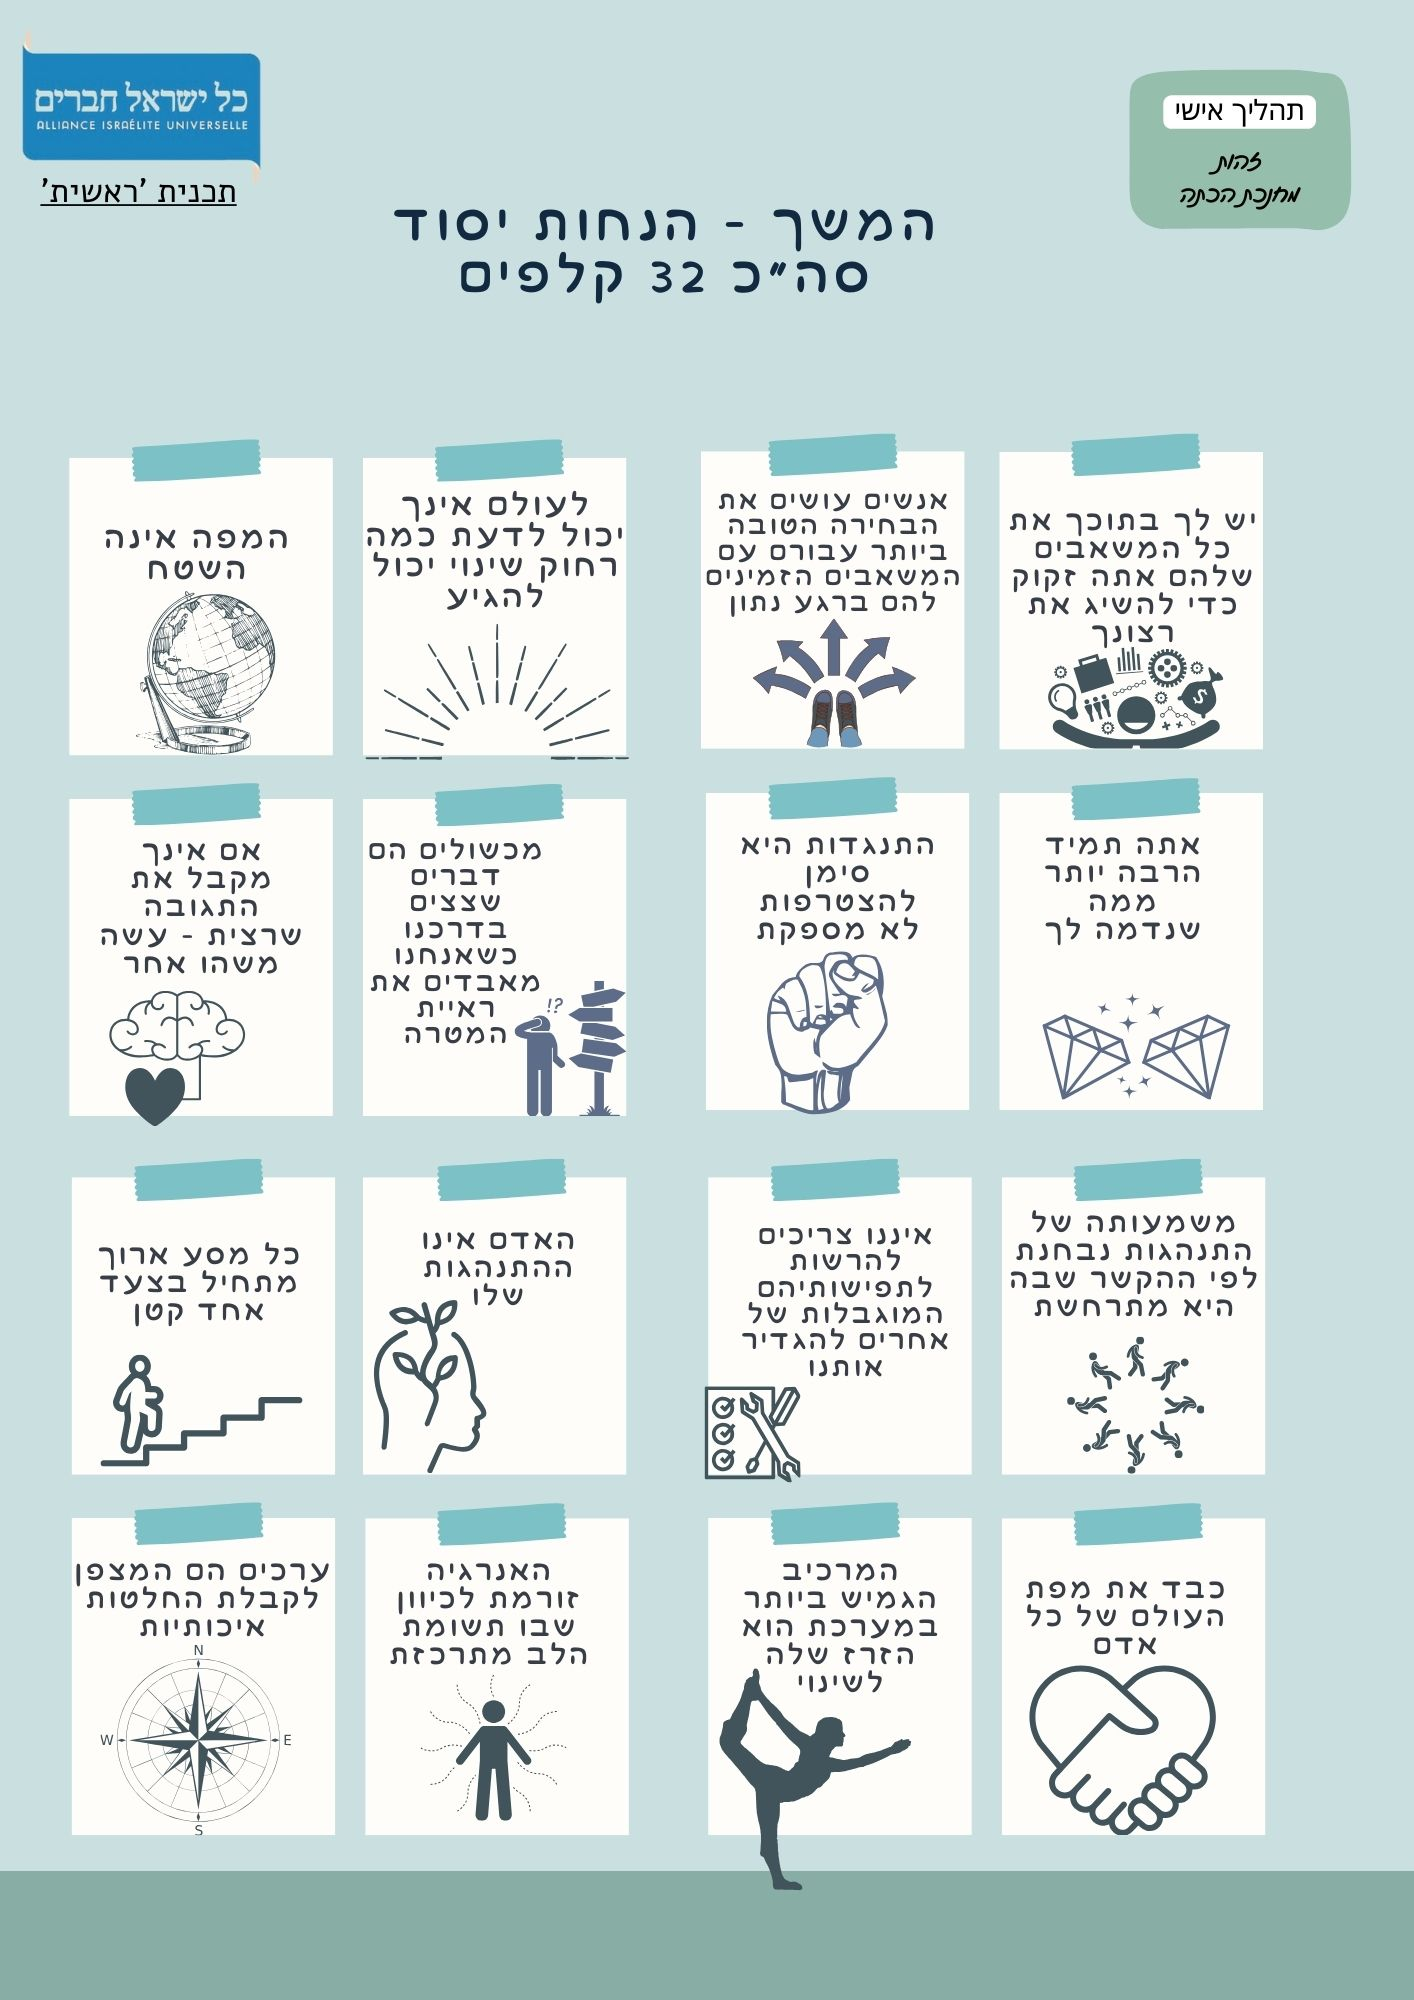 כל ישראל חברים
ALLIANCE ISRAÉLITE UNIVERSELLE
תכנית 'ראשית'
תהליך אישי
זהות
מחנכת הכתה
המשך - הנחות יסוד
סה״כ 32 קלפים
יש לך בתוכך את
כל המשאבים
שלהם אתה זקוק
כדי להשיג את
רצונך
$
אנשים עושים את
הבחירה הטובה
ביותר עבורם עם
המשאבים הזמינים
להם ברגע נתון
לעולם אינך
יכול לדעת כמה
רחוק שינוי יכול
להגיע
המפה אינה
השטח
אתה תמיד
הרבה יותר
ממה
שנדמה לך
התנגדות היא
סימן
להצטרפות
לא מספקת
מכשולים הם
דברים
שצצים
בדרכנו
כשאנחנו
מאבדים את
ראיית
המטרה
!?
אם אינך
מקבל את
התגובה
שרצית - עשה
משהו אחר
משמעותה של
התנהגות נבחנת
לפי ההקשר שבה
היא מתרחשת
איננו צריכים
להרשות
לתפישותיהם
המוגבלות של
אחרים להגדיר
אותנו
האדם אינו
ההתנהגות
שלו
כל מסע ארוך
מתחיל בצעד
אחד קטן
כבד את מפת
העולם של כל
אדם
המרכיב
הגמיש ביותר
במערכת הוא
הזרז שלה
לשינוי
האנרגיה
זורמת לכיוון
שבו תשומת
הלב מתרכזת
ערכים הם המצפן
לקבלת החלטות
איכותיות
N
W
E
S